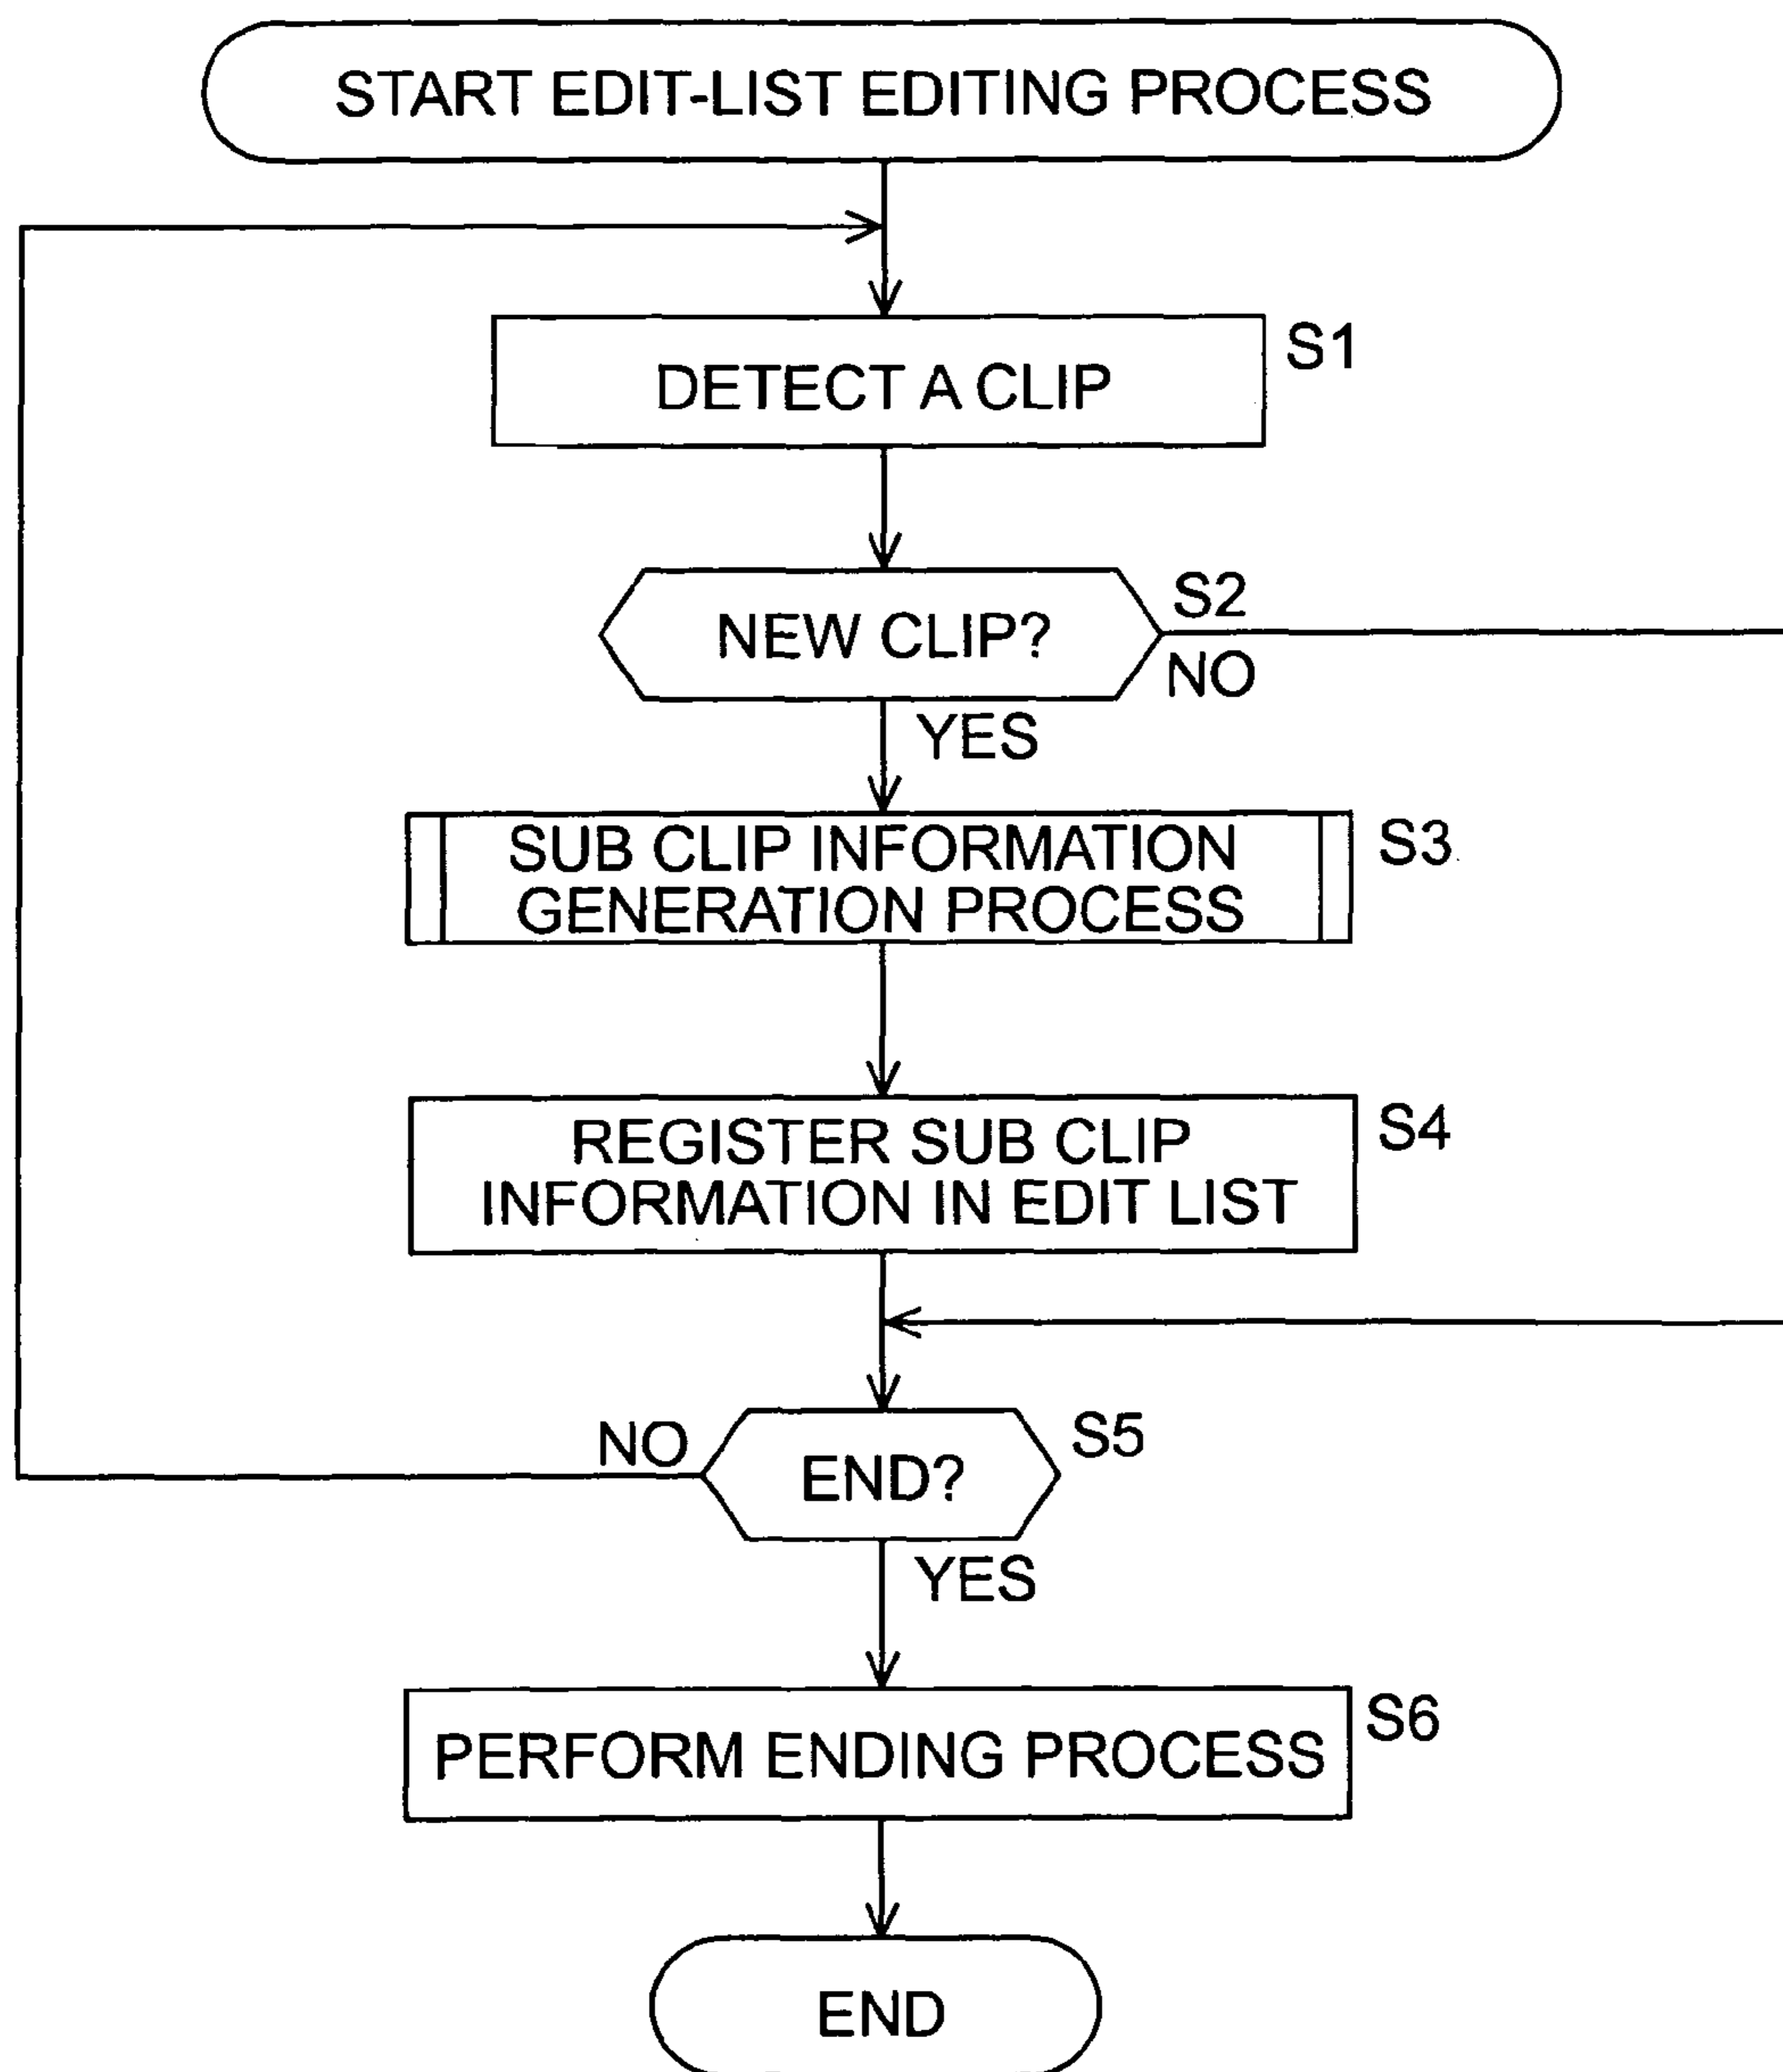 START EDIT-LIST EDITING PROCESS
DETECT A CLIP
S1
NEW CLIP?
S2
NO
YES
SUB CLIP INFORMATION
GENERATION PROCESS
S3
REGISTER SUB CLIP
INFORMATION IN EDIT LIST
S4
NO
END?
S5
YES
PERFORM ENDING PROCESS
S6
END